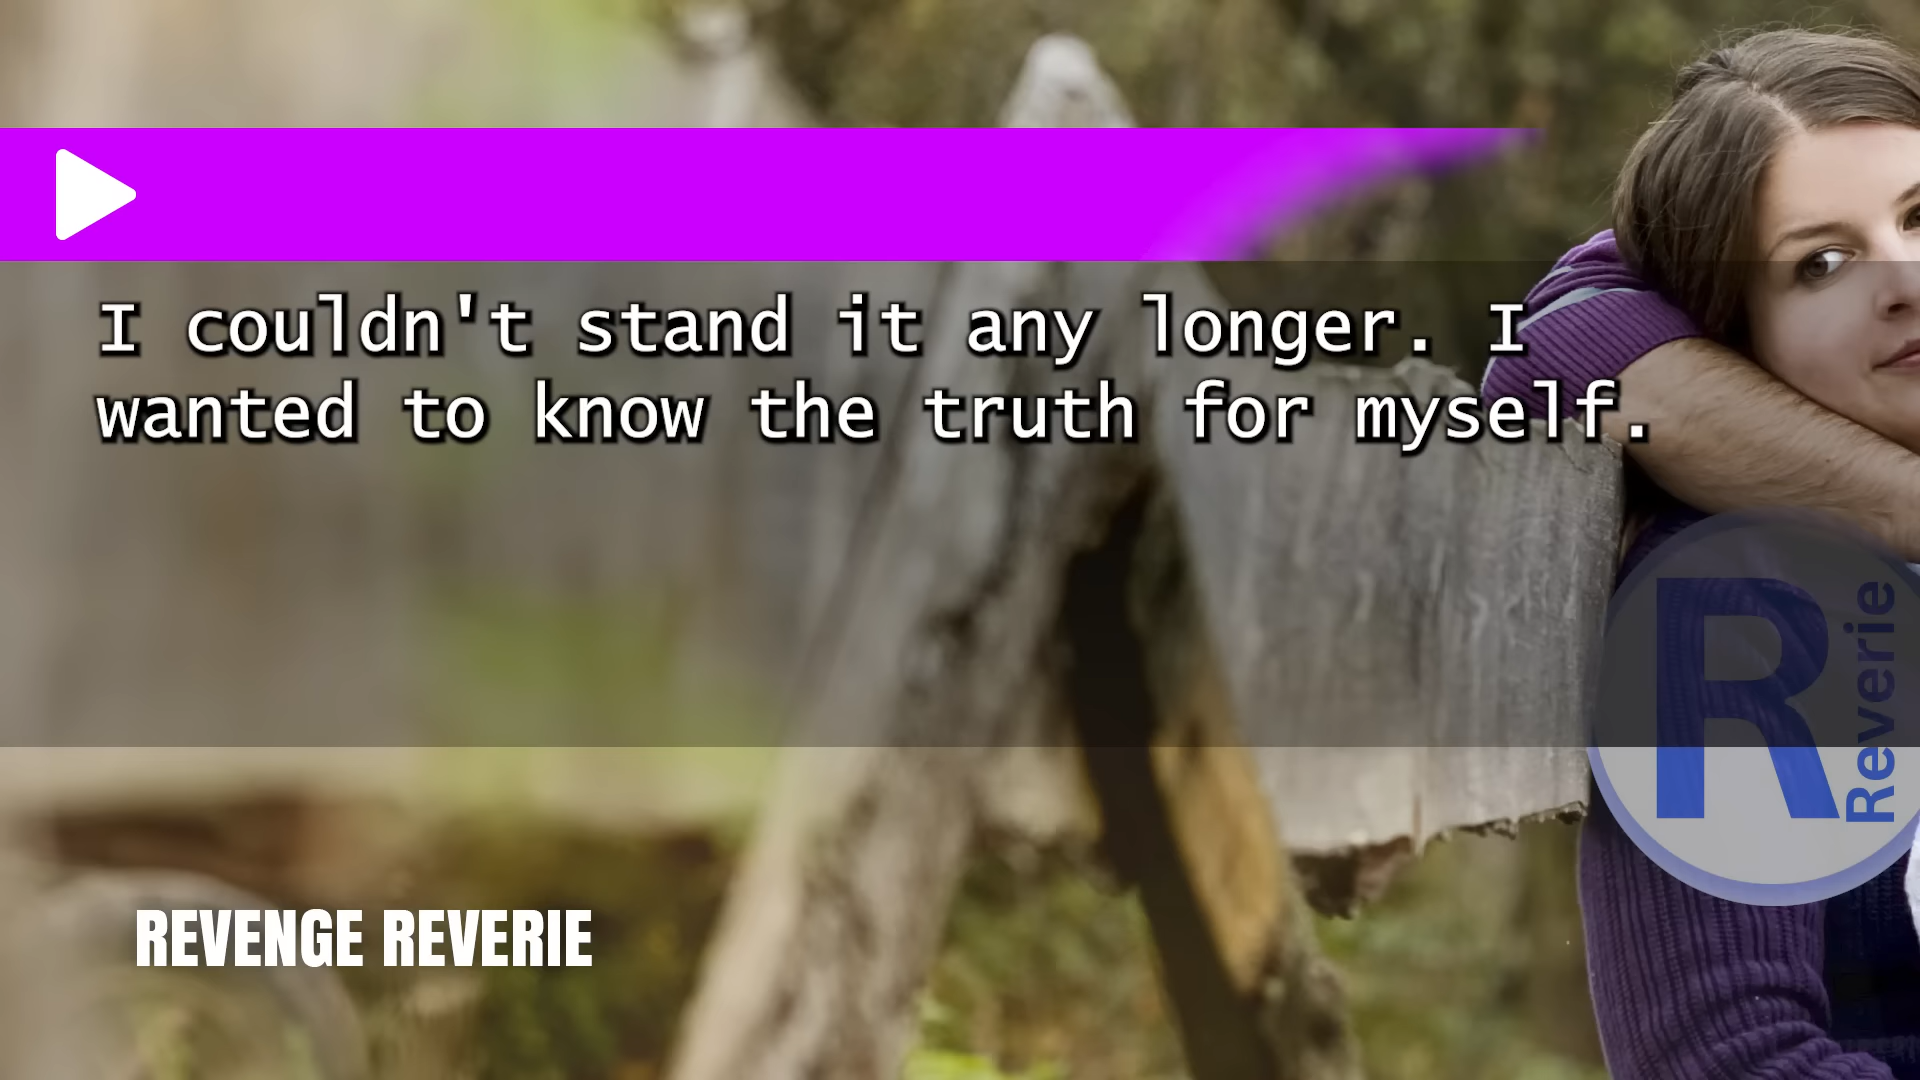 I couldn't stand it any longer. I
wanted to know the truth for myself.
R
Reverie
REVENGE REVERIE